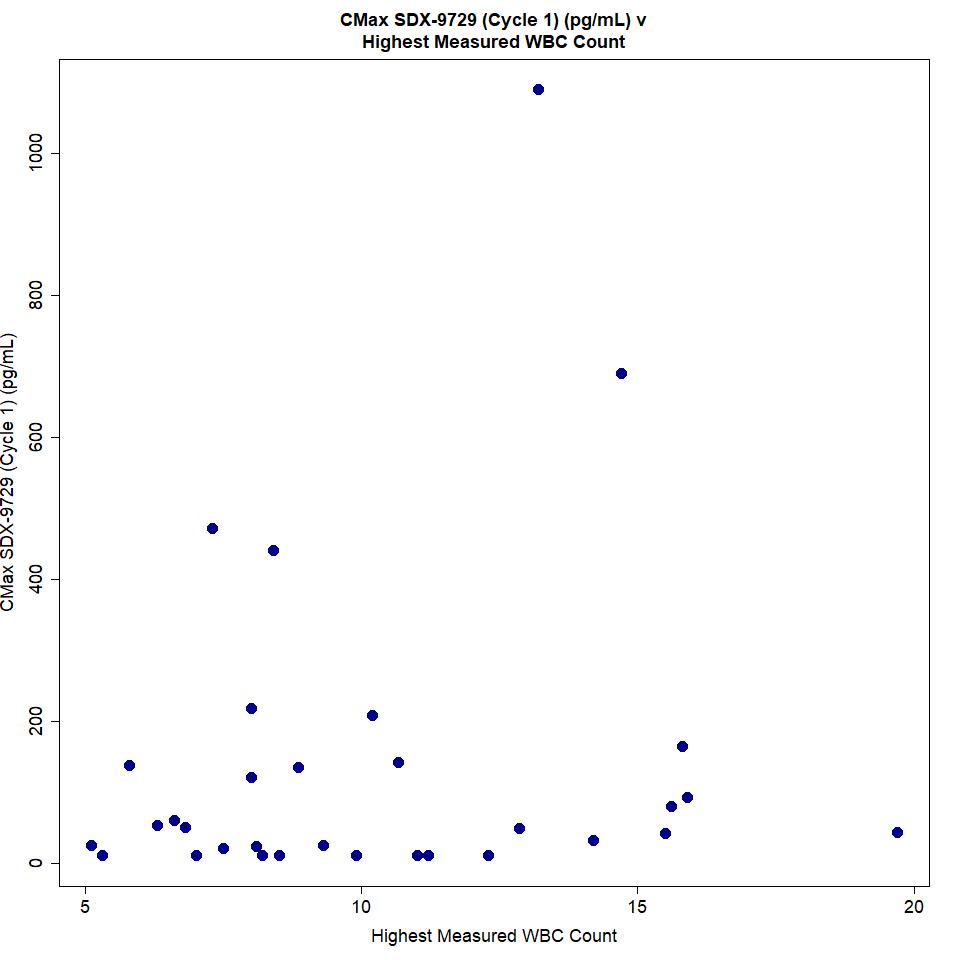 CMax SDX-9729 (Cycle 1) (pg/mL) v
Highest Measured WBC Count
CMax SDX-9729 (Cycle 1) (pg/mL)
1000
800
600
400
200
0
5 10 15 20
Highest Measured WBC Count